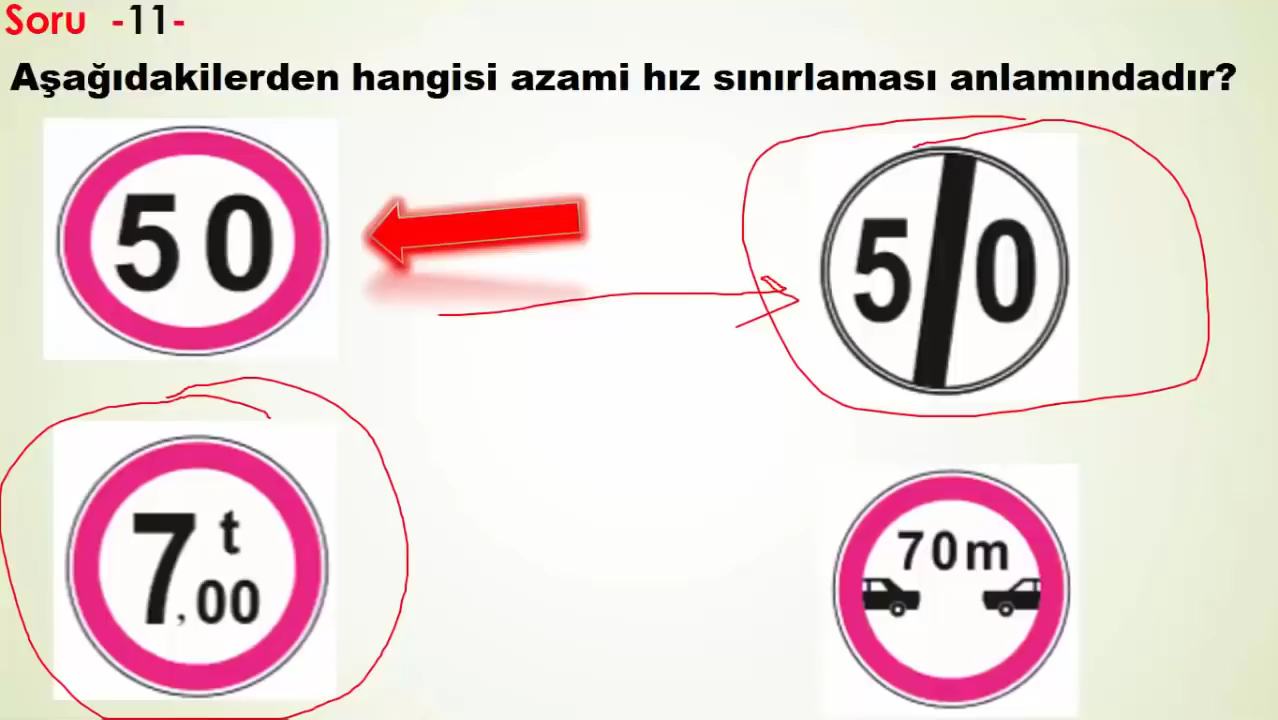 Soru -11-
Aşağıdakilerden hangisi azami hız sınırlaması anlamındadır?
50
50
7,00 t
70m